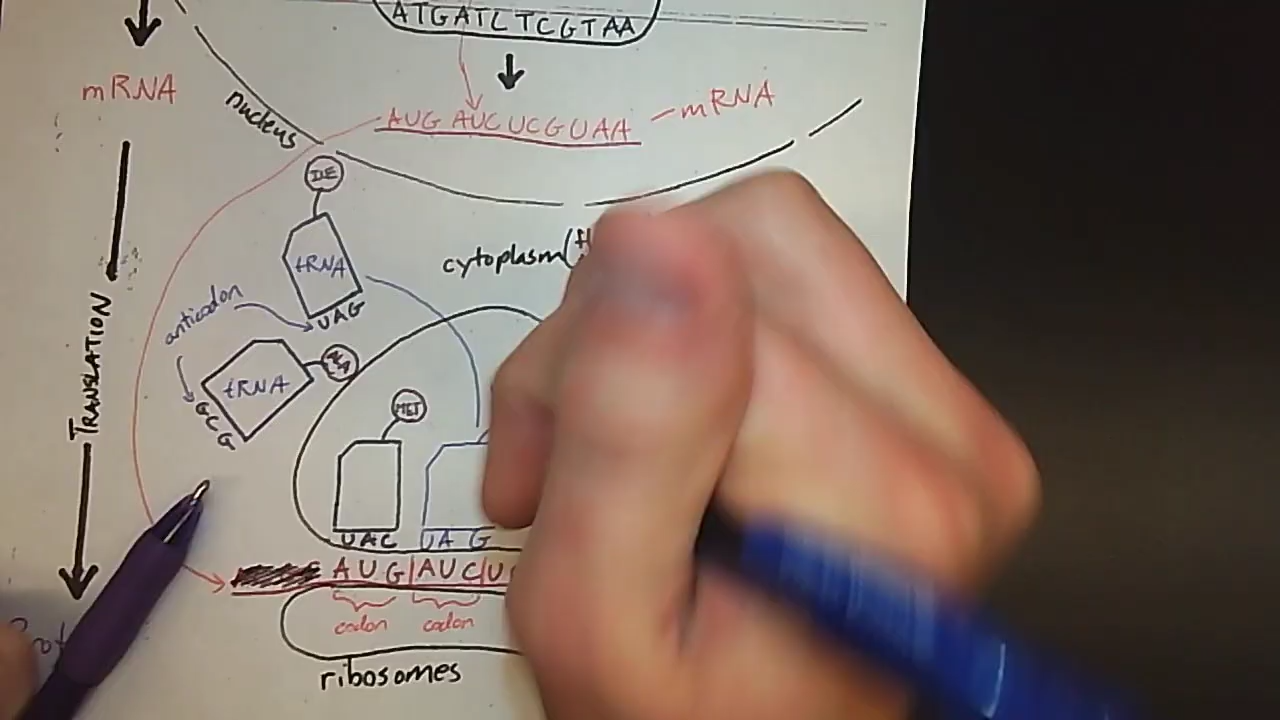 ATGATCTCGTAA
mRNA
nucleus
AUG AUCUCGUAA
mRNA
ILE
cytoplasm(
tRNA
anticodon
UAG
tRNA
GCG
MET
TRANSLATION
UAC
UAG
AUG|AUC|U
codon
codon
ribosomes